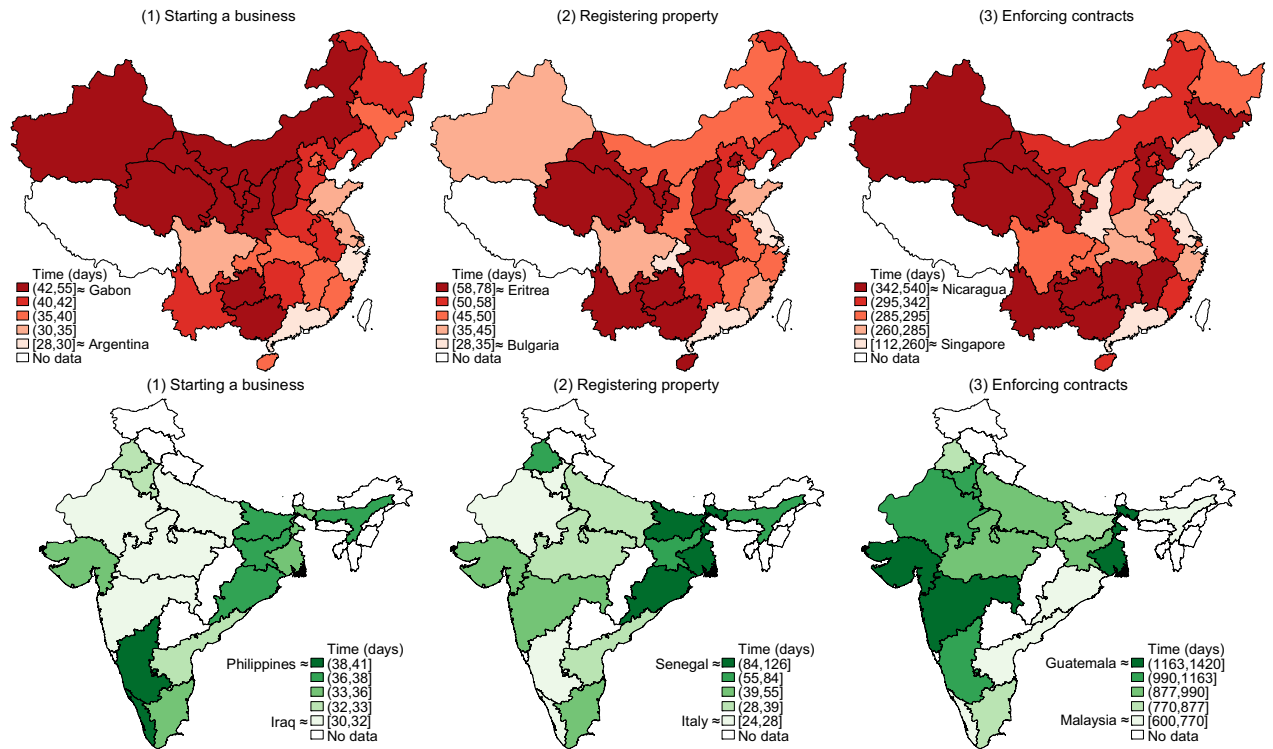 (1) Starting a business
(2) Registering property
(3) Enforcing contracts
Time (days)
(42,55] ≈ Gabon
(40,42]
(35,40]
(30,35]
[28,30] ≈ Argentina
No data
Time (days)
(58,78] ≈ Eritrea
(50,58]
(45,50]
(35,45]
[28,35] ≈ Bulgaria
No data
Time (days)
(342,540] ≈ Nicaragua
(295,342]
(285,295]
(260,285]
[112,260] ≈ Singapore
No data
(1) Starting a business
(2) Registering property
(3) Enforcing contracts
Time (days)
Philippines ≈ (38,41]
(36,38]
(33,36]
(32,33]
Iraq ≈ [30,32]
No data
Time (days)
Senegal ≈ (84,126]
(55,84]
(39,55]
(28,39]
Italy ≈ [24,28]
No data
Time (days)
Guatemala ≈ (1163,1420]
(990,1163]
(877,990]
(770,877]
Malaysia ≈ [600,770]
No data